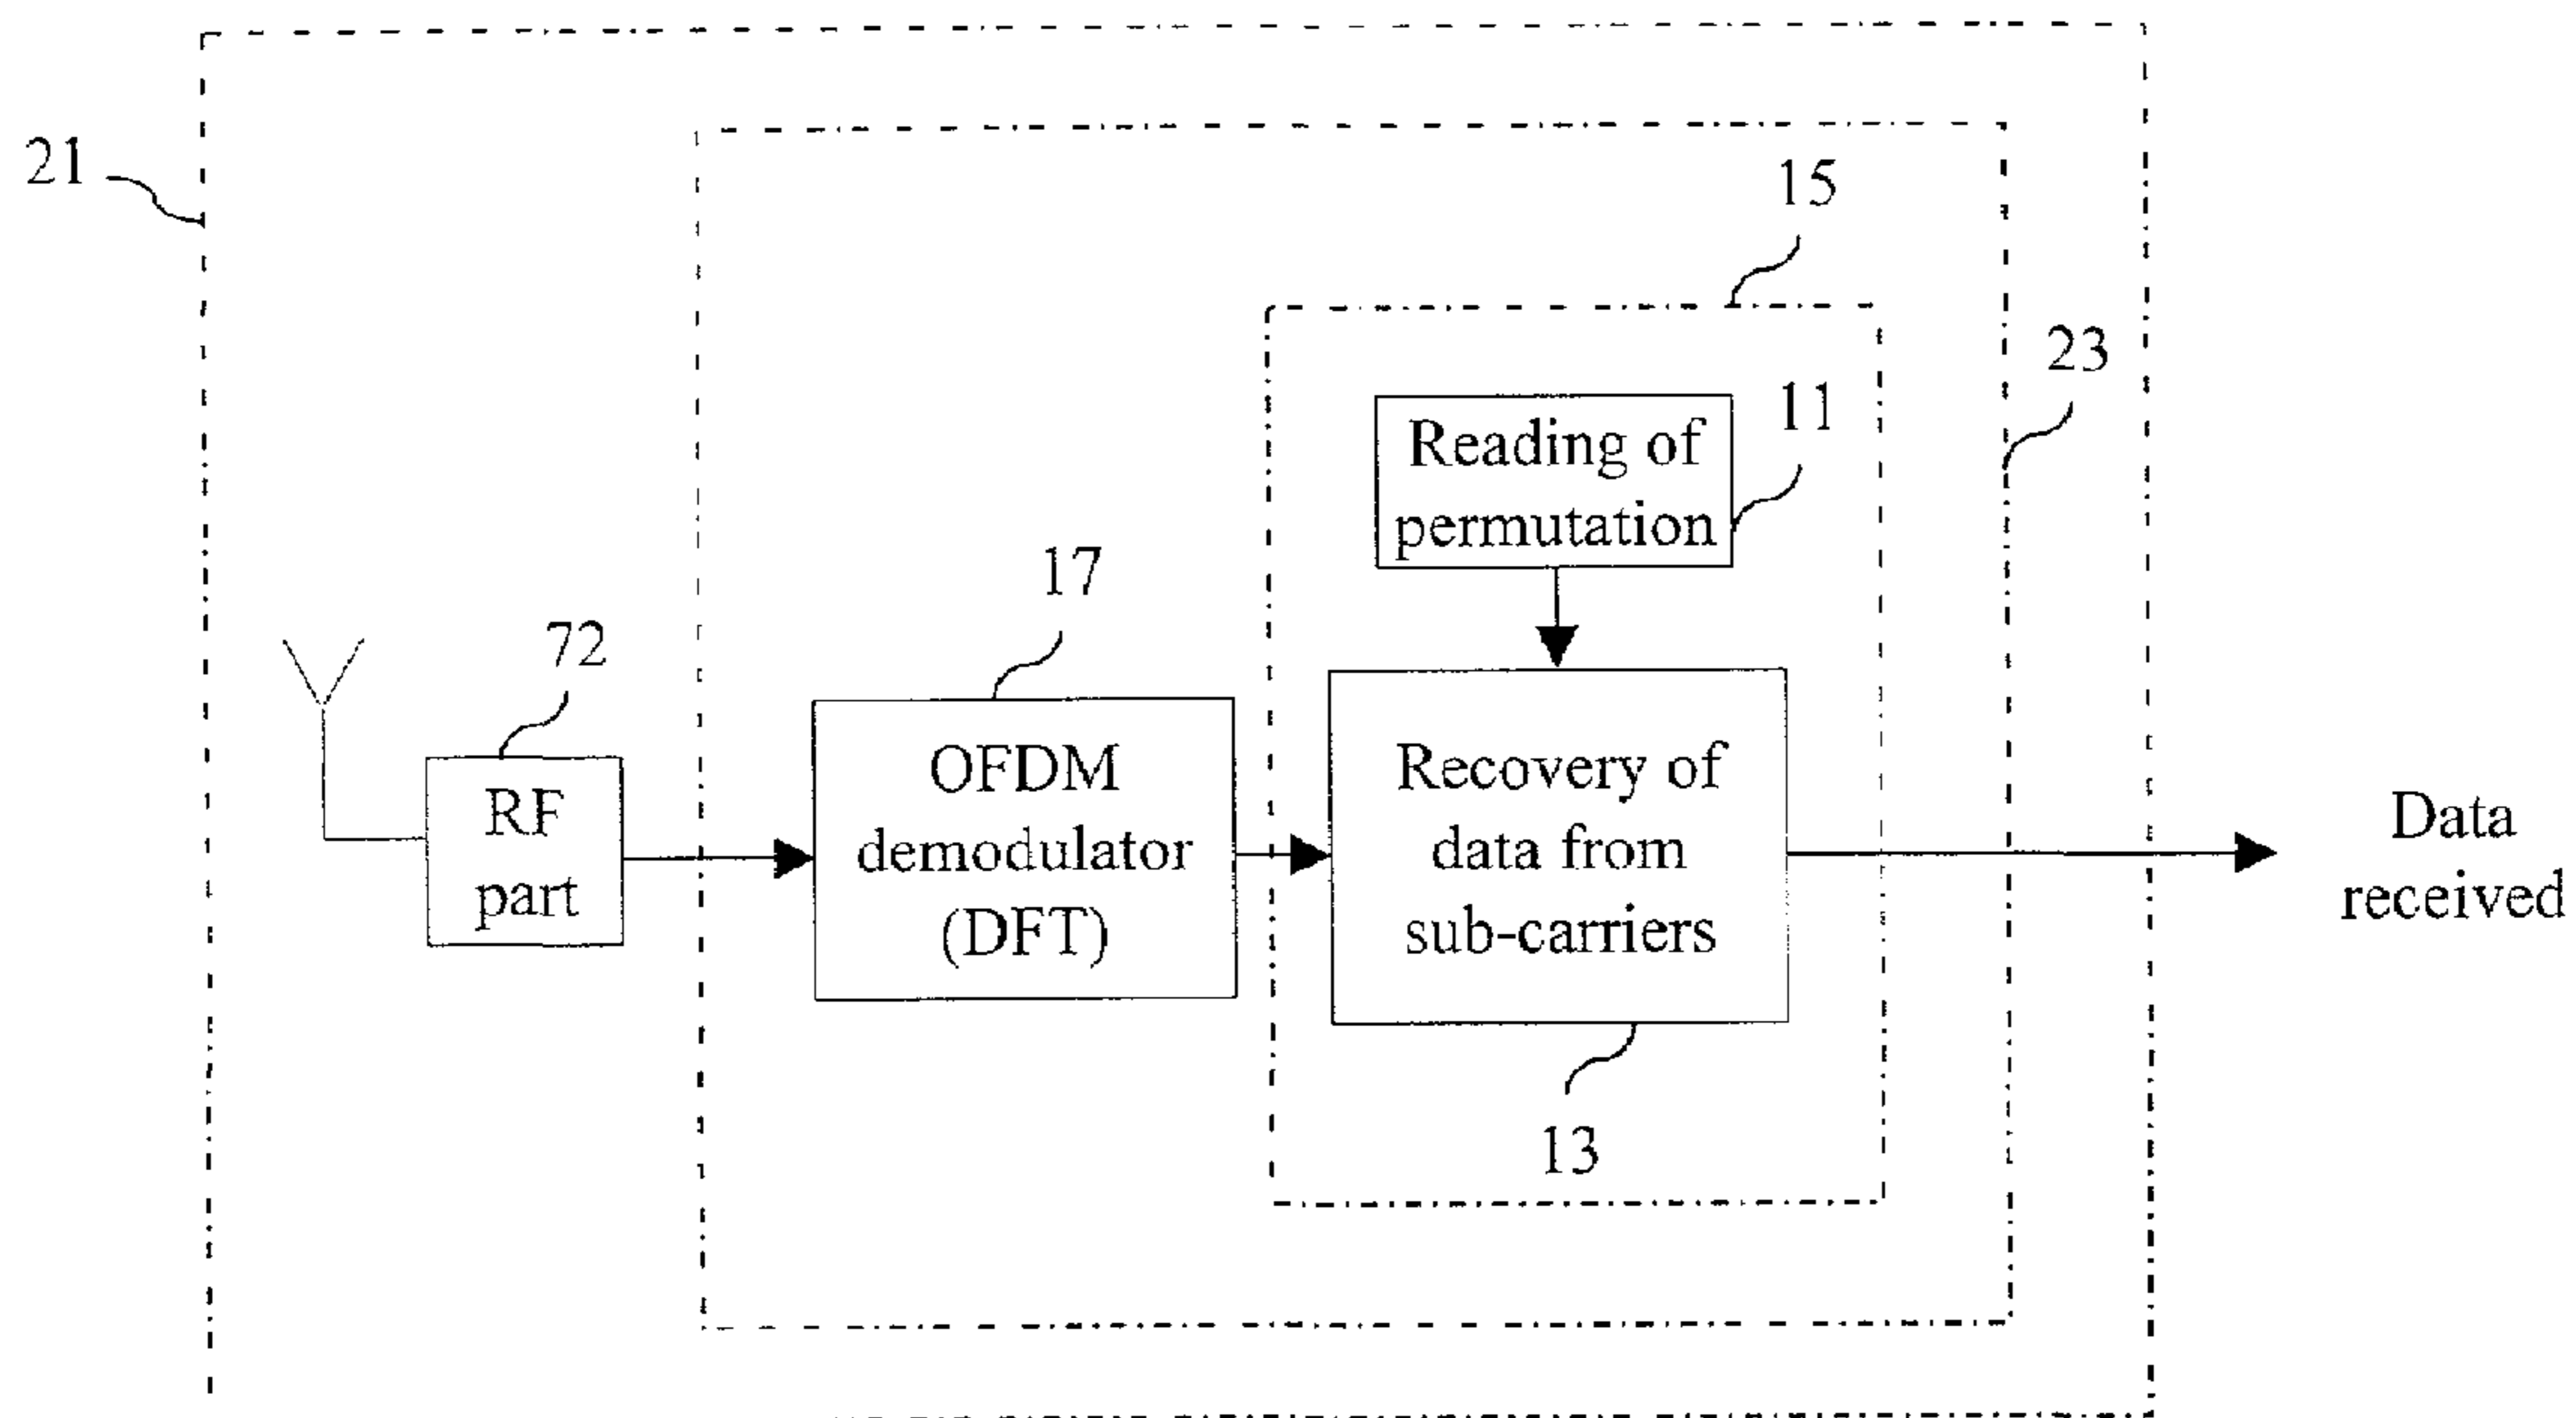 21
15
23
11
Reading of
permutation
17
72
OFDM
demodulator
(DFT)
Recovery of
data from
sub-carriers
RF
part
Data
received
13